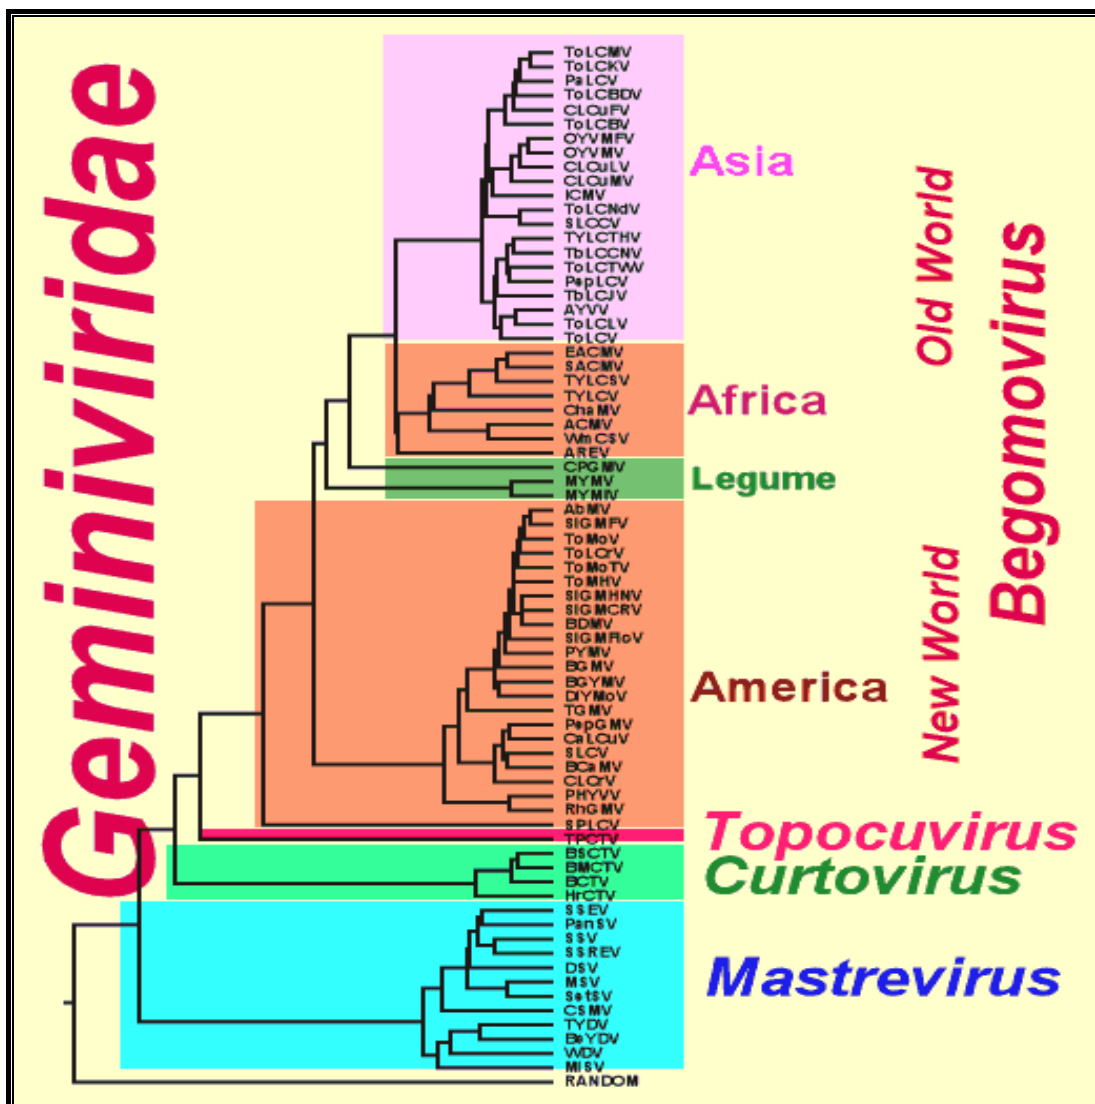 Geminiviridae
ToLCMV
ToLCKV
PaLCV
ToLCBDV
CLCuFV
ToLCBV
OYVMFV
OYVMV
CLCuLV
CLCuMV
ICMV
ToLCNdV
SLCCV
TYLCTHV
TbLCCNV
ToLCTWV
PepLCV
TbLCJV
AYVV
ToLCLV
ToLCV
Asia
EACMV
SACMV
TYLCSV
TYLCV
ChaMV
ACMV
WmCSV
AREV
Africa
Old World
CPGMV
MYMV
MYMIV
Legume
Begomovirus
AbMV
SIGMFV
ToMoV
ToLCrV
ToMoTV
ToMHV
SIGMHNV
SIGMCRV
BDMV
SIGMFloV
PYMV
BGMV
BGYMV
DIYMoV
TGMV
PepGMV
CaLCuV
SLCV
BCaMV
CLCrV
PHYVV
RhGMV
SPLCV
America
New World
TPCTV
Topocuvirus
BSCTV
BMCTV
BCTV
HrCTV
Curtovirus
SSEV
PanSV
SSV
SSREV
DSV
MSV
SetSV
CSMV
TYDV
BeYDV
WDV
MISV
Mastrevirus
RANDOM